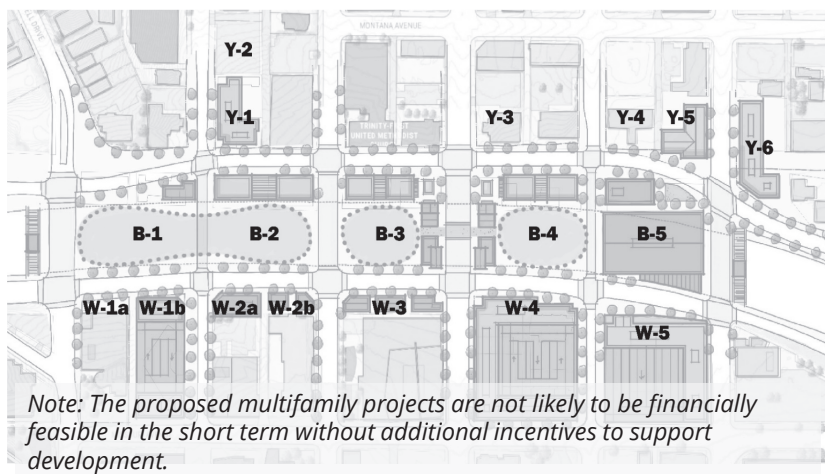 MONTANA AVENUE
Y-2
Y-1
TRINITY-FIRST
UNITED METHODIST
Y-3
Y-4
Y-5
Y-6
B-1
B-2
B-3
B-4
B-5
W-1a
W-1b
W-2a
W-2b
W-3
W-4
W-5
Note: The proposed multifamily projects are not likely to be financially
feasible in the short term without additional incentives to support
development.